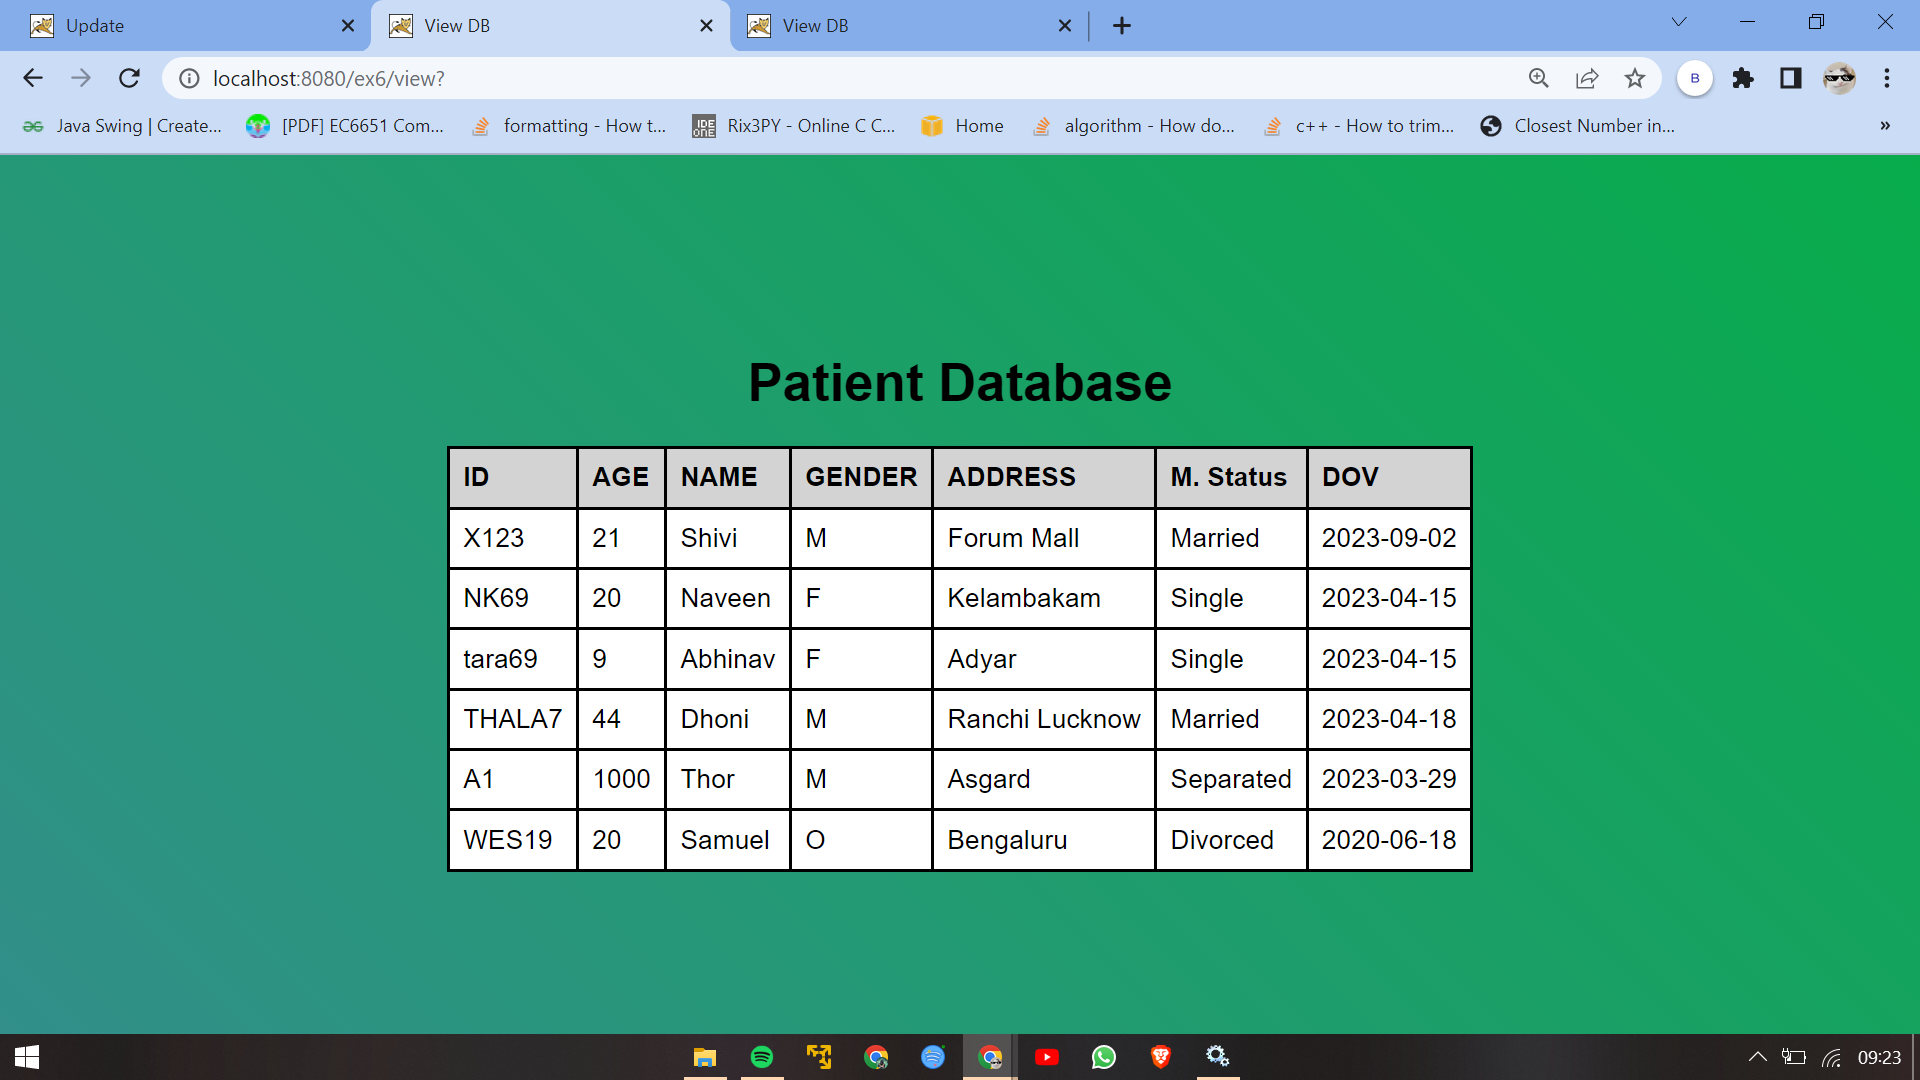 Update View DB View DB
localhost:8080/ex6/view?
B
Java Swing | Create... [PDF] EC6651 Com... formatting - How t... IDE ONE Rix3PY - Online C C... Home algorithm - How do... c++ - How to trim... Closest Number in... »
Patient Database
ID AGE NAME GENDER ADDRESS M. Status DOV
X123 21 Shivi M Forum Mall Married 2023-09-02
NK69 20 Naveen F Kelambakam Single 2023-04-15
tara69 9 Abhinav F Adyar Single 2023-04-15
THALA7 44 Dhoni M Ranchi Lucknow Married 2023-04-18
A1 1000 Thor M Asgard Separated 2023-03-29
WES19 20 Samuel O Bengaluru Divorced 2020-06-18
09:23